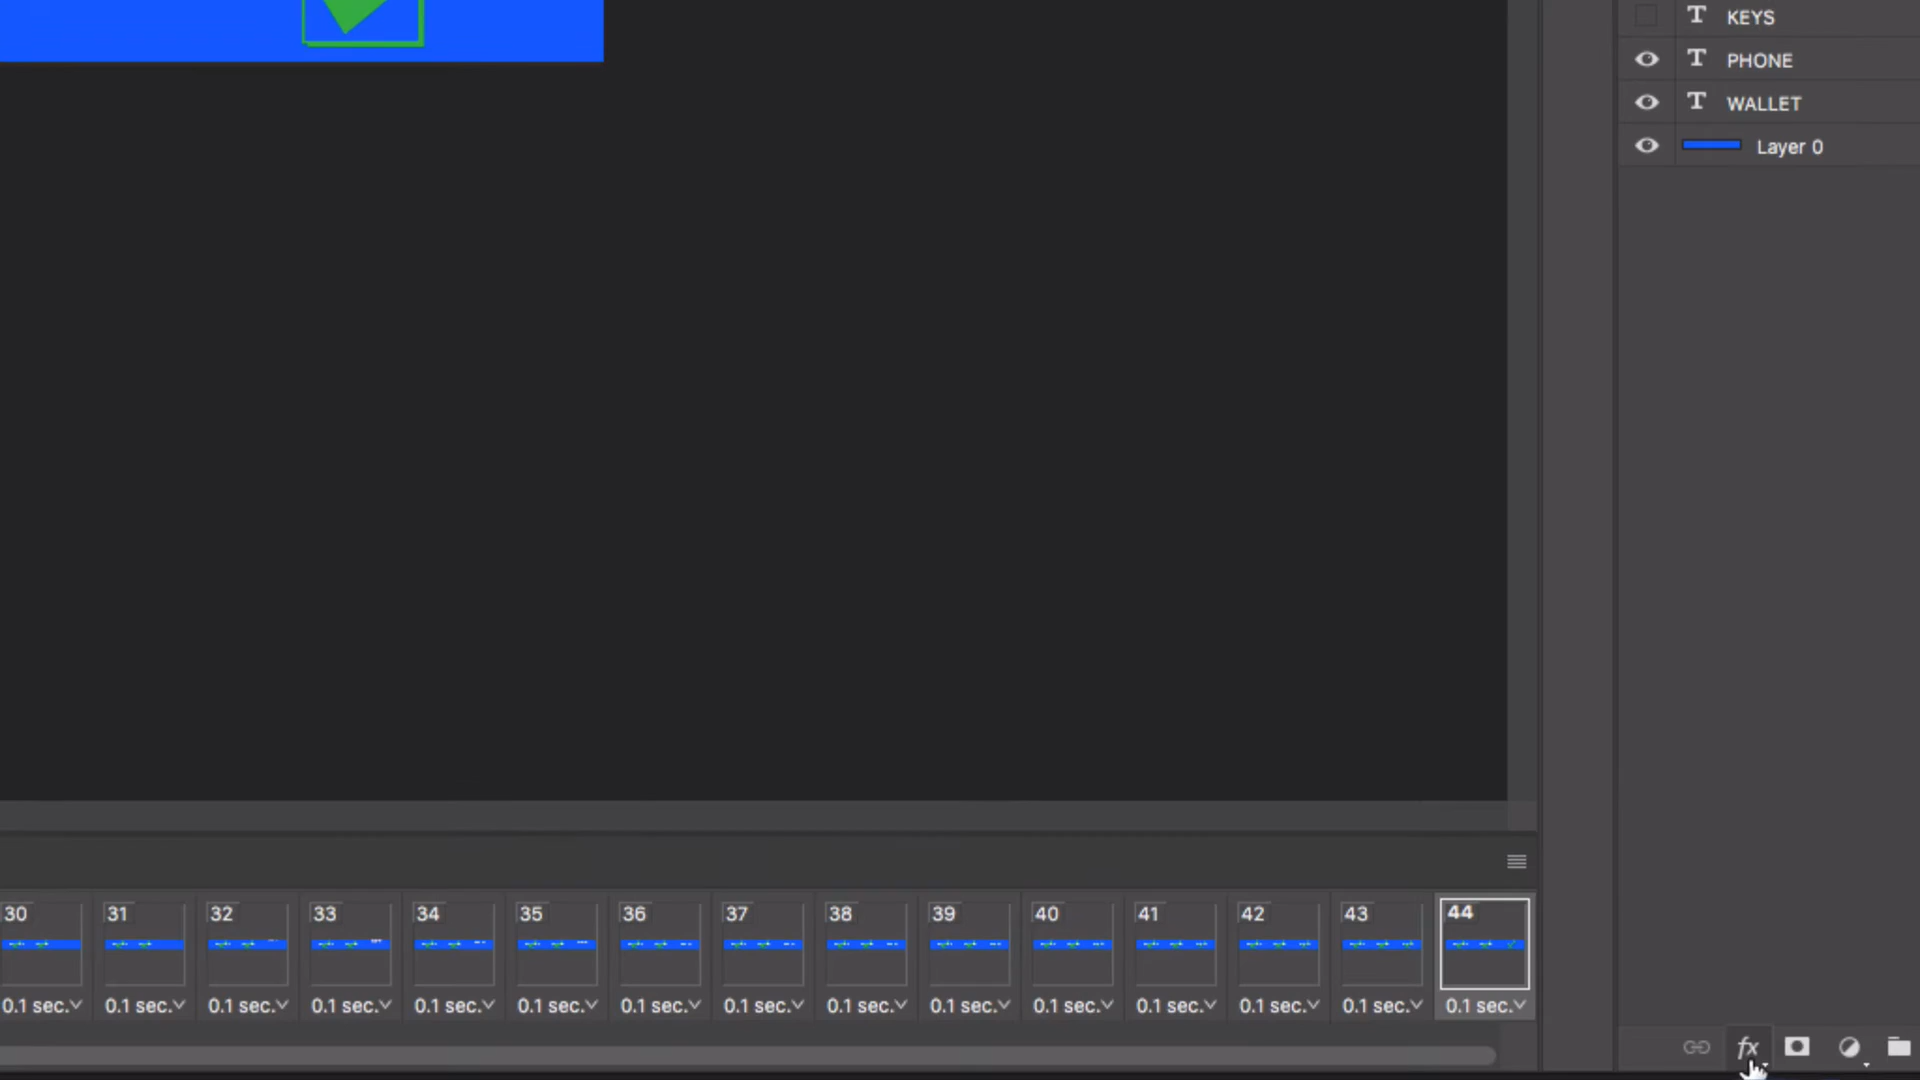 KEYS
PHONE
WALLET
Layer 0
30 31 32 33 34 35 36 37 38 39 40 41 42 43 44
0.1 sec. 0.1 sec. 0.1 sec. 0.1 sec. 0.1 sec. 0.1 sec. 0.1 sec. 0.1 sec. 0.1 sec. 0.1 sec. 0.1 sec. 0.1 sec. 0.1 sec. 0.1 sec. 0.1 sec.
fx